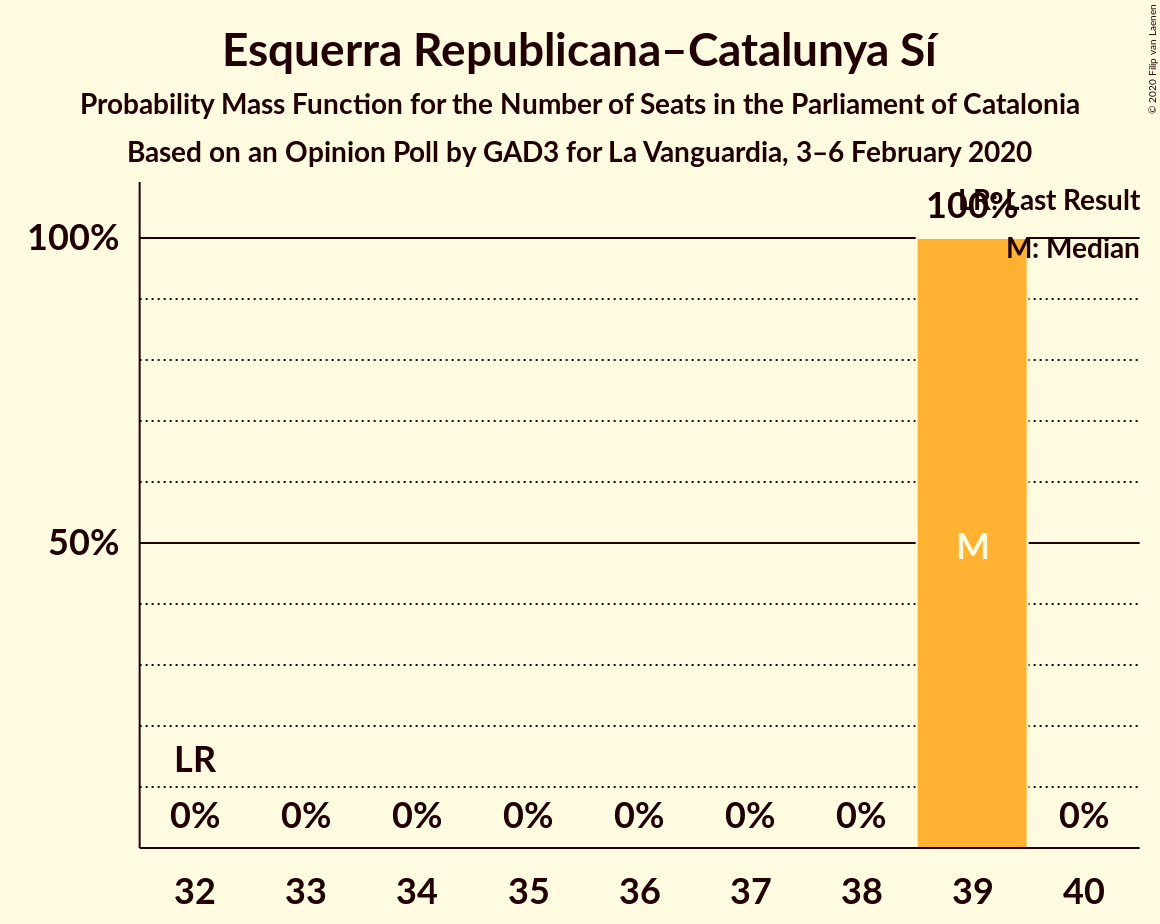 Esquerra Republicana–Catalunya Sí
Probability Mass Function for the Number of Seats in the Parliament of Catalonia
Based on an Opinion Poll by GAD3 for La Vanguardia, 3–6 February 2020
© 2020 Filip van Laenen
LR: Last Result
M: Median
100%
100%
50%
M
LR
0% 0% 0% 0% 0% 0% 0% 0%
32 33 34 35 36 37 38 39 40